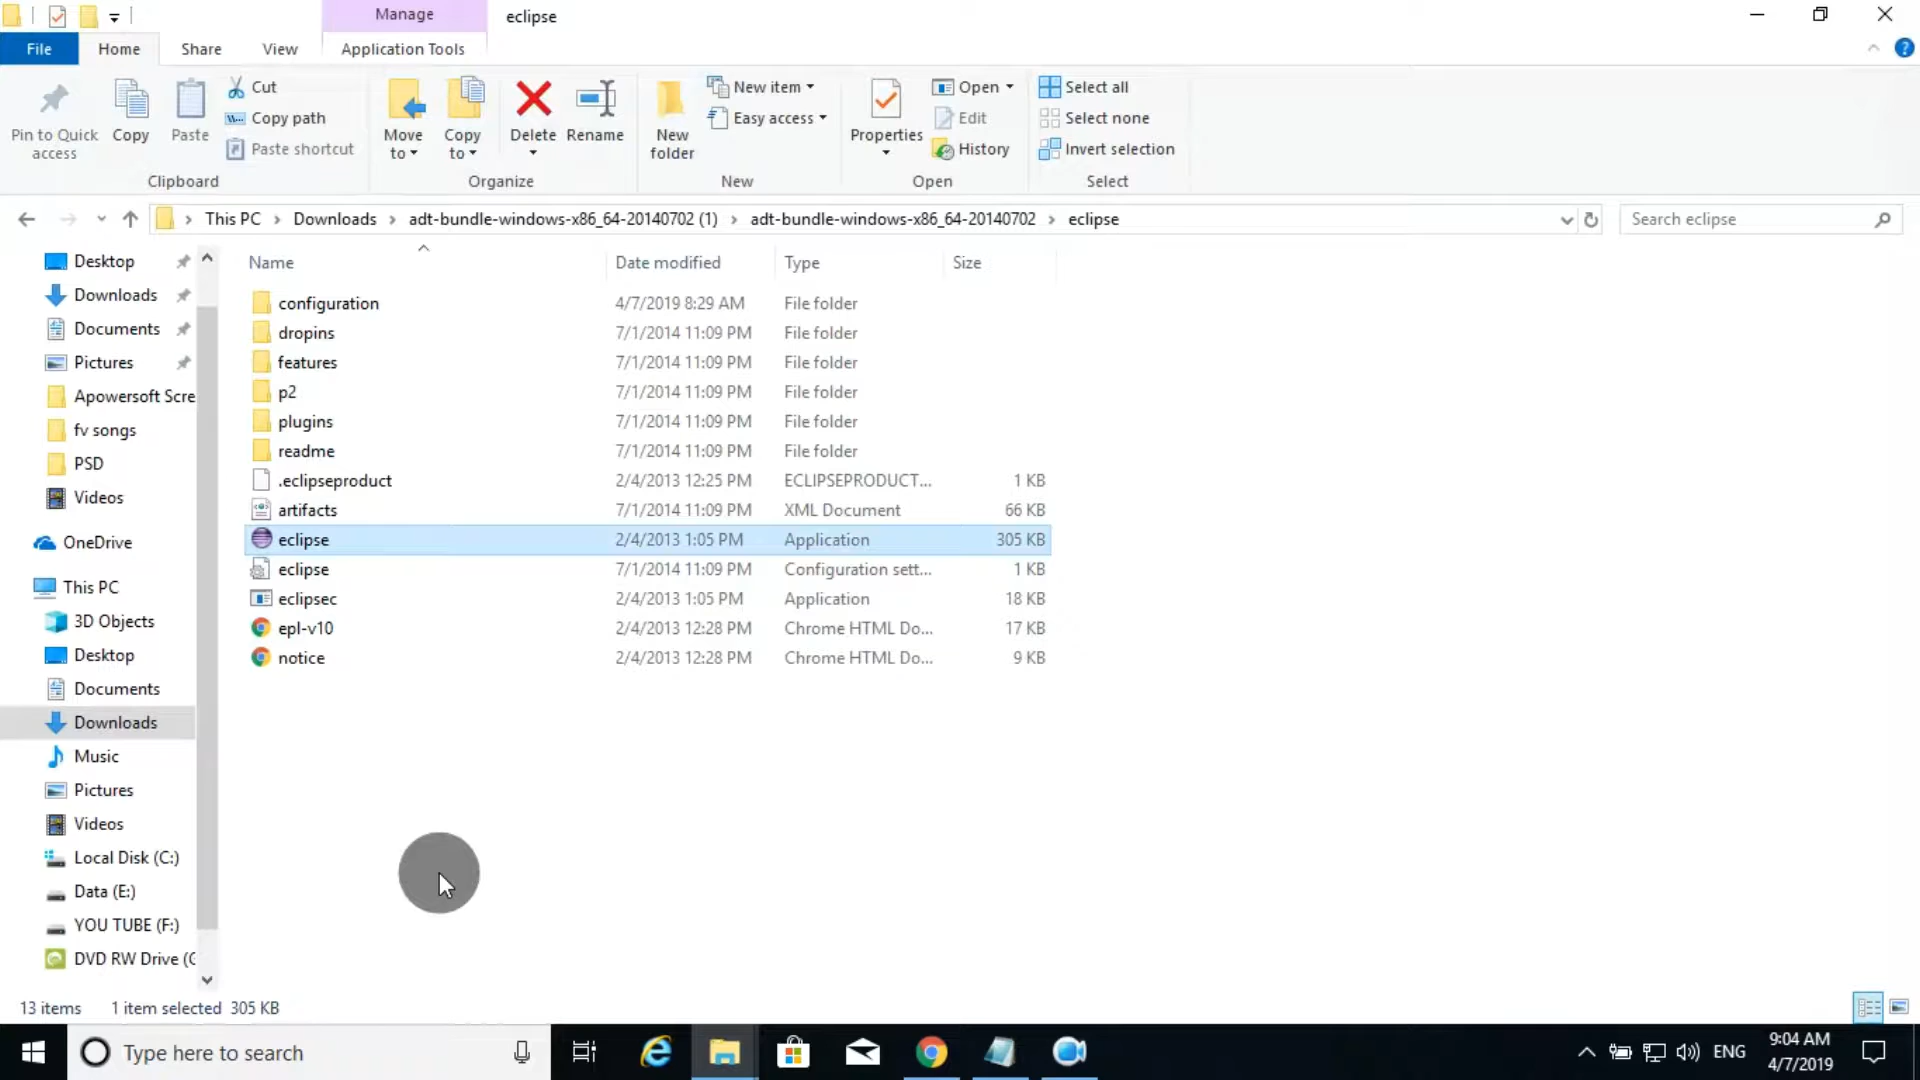 Manage
eclipse
File
Home
Share
View
Application Tools
Pin to Quick access
Copy
Paste
Cut
Copy path
Paste shortcut
Clipboard
Move to
Copy to
Delete
Rename
Organize
New folder
New item
Easy access
New
Properties
Open
Edit
History
Open
Select all
Select none
Invert selection
Select
This PC > Downloads > adt-bundle-windows-x86_64-20140702 (1) > adt-bundle-windows-x86_64-20140702 > eclipse
Search eclipse
Desktop
Downloads
Documents
Pictures
Apowersoft Scre
fv songs
PSD
Videos
OneDrive
This PC
3D Objects
Desktop
Documents
Downloads
Music
Pictures
Videos
Local Disk (C:)
Data (E:)
YOU TUBE (F:)
DVD RW Drive (G
Name Date modified Type Size
configuration 4/7/2019 8:29 AM File folder
dropins 7/1/2014 11:09 PM File folder
features 7/1/2014 11:09 PM File folder
p2 7/1/2014 11:09 PM File folder
plugins 7/1/2014 11:09 PM File folder
readme 7/1/2014 11:09 PM File folder
.eclipseproduct 2/4/2013 12:25 PM ECLIPSEPRODUCT... 1 KB
artifacts 7/1/2014 11:09 PM XML Document 66 KB
eclipse 2/4/2013 1:05 PM Application 305 KB
eclipse 7/1/2014 11:09 PM Configuration sett... 1 KB
eclipsec 2/4/2013 1:05 PM Application 18 KB
epl-v10 2/4/2013 12:28 PM Chrome HTML Do... 17 KB
notice 2/4/2013 12:28 PM Chrome HTML Do... 9 KB
13 items 1 item selected 305 KB
Type here to search
ENG
9:04 AM
4/7/2019